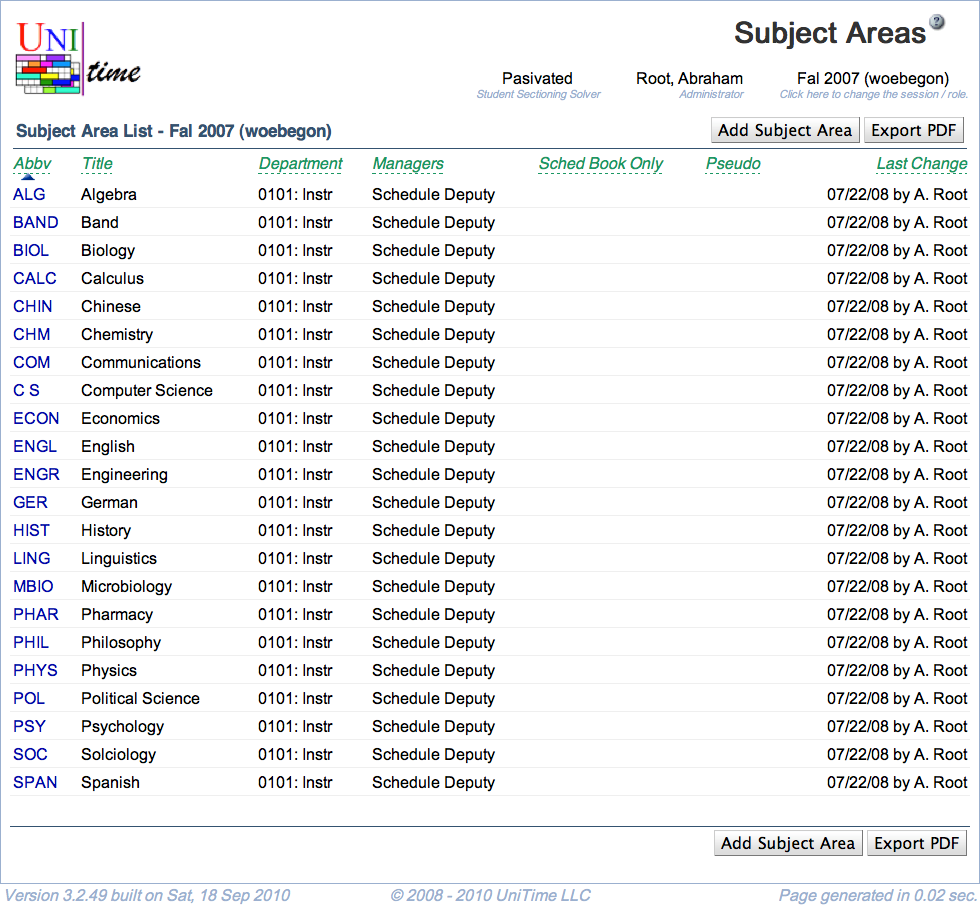 UNI time
Subject Areas ?
Pasivated Root, Abraham Fal 2007 (woebegon)
Student Sectioning Solver Administrator Click here to change the session / role.
Subject Area List - Fal 2007 (woebegon) Add Subject Area Export PDF
Abbv Title Department Managers Sched Book Only Pseudo Last Change
ALG Algebra 0101: Instr Schedule Deputy 07/22/08 by A. Root
BAND Band 0101: Instr Schedule Deputy 07/22/08 by A. Root
BIOL Biology 0101: Instr Schedule Deputy 07/22/08 by A. Root
CALC Calculus 0101: Instr Schedule Deputy 07/22/08 by A. Root
CHIN Chinese 0101: Instr Schedule Deputy 07/22/08 by A. Root
CHM Chemistry 0101: Instr Schedule Deputy 07/22/08 by A. Root
COM Communications 0101: Instr Schedule Deputy 07/22/08 by A. Root
C S Computer Science 0101: Instr Schedule Deputy 07/22/08 by A. Root
ECON Economics 0101: Instr Schedule Deputy 07/22/08 by A. Root
ENGL English 0101: Instr Schedule Deputy 07/22/08 by A. Root
ENGR Engineering 0101: Instr Schedule Deputy 07/22/08 by A. Root
GER German 0101: Instr Schedule Deputy 07/22/08 by A. Root
HIST History 0101: Instr Schedule Deputy 07/22/08 by A. Root
LING Linguistics 0101: Instr Schedule Deputy 07/22/08 by A. Root
MBIO Microbiology 0101: Instr Schedule Deputy 07/22/08 by A. Root
PHAR Pharmacy 0101: Instr Schedule Deputy 07/22/08 by A. Root
PHIL Philosophy 0101: Instr Schedule Deputy 07/22/08 by A. Root
PHYS Physics 0101: Instr Schedule Deputy 07/22/08 by A. Root
POL Political Science 0101: Instr Schedule Deputy 07/22/08 by A. Root
PSY Psychology 0101: Instr Schedule Deputy 07/22/08 by A. Root
SOC Solciology 0101: Instr Schedule Deputy 07/22/08 by A. Root
SPAN Spanish 0101: Instr Schedule Deputy 07/22/08 by A. Root
Add Subject Area Export PDF
Version 3.2.49 built on Sat, 18 Sep 2010 © 2008 - 2010 UniTime LLC Page generated in 0.02 sec.